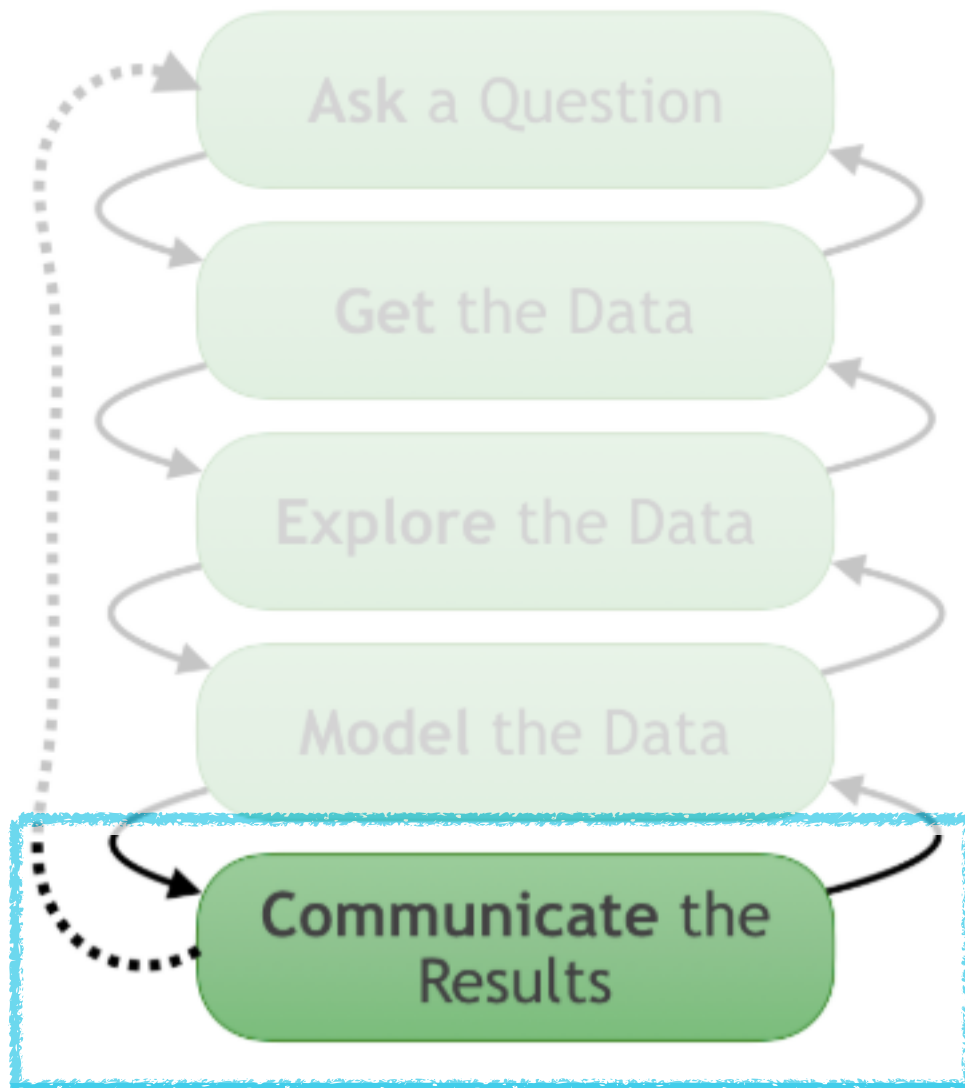 Ask a Question
Get the Data
Explore the Data
Model the Data
Communicate the
Results